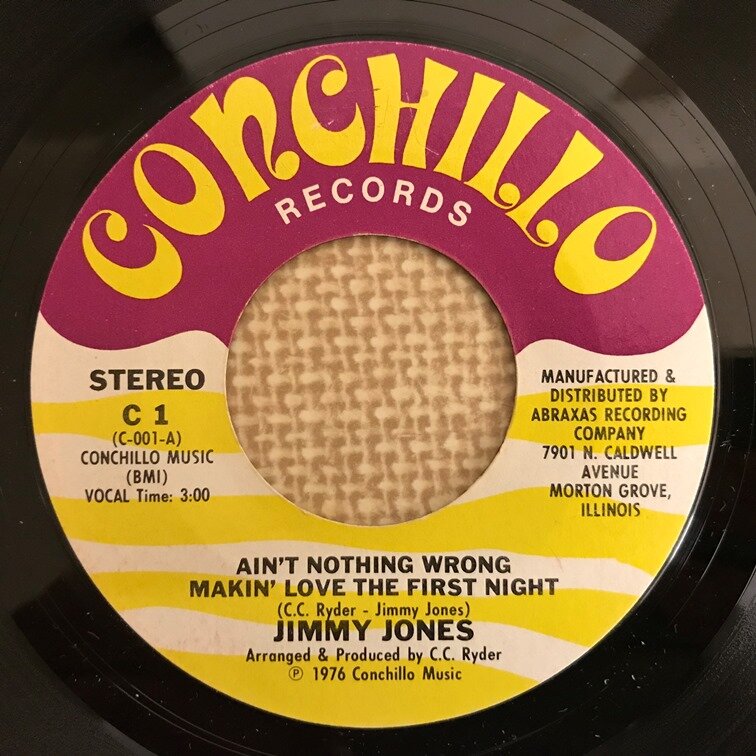 CONCHILLO
RECORDS
STEREO
C 1
(C-001-A)
CONCHILLO MUSIC
(BMI)
VOCAL Time: 3:00
MANUFACTURED &
DISTRIBUTED BY
ABRAXAS RECORDING
COMPANY
7901 N. CALDWELL
AVENUE
MORTON GROVE,
ILLINOIS
AIN'T NOTHING WRONG
MAKIN' LOVE THE FIRST NIGHT
(C.C. Ryder - Jimmy Jones)
JIMMY JONES
Arranged & Produced by C.C. Ryder
℗ 1976 Conchillo Music